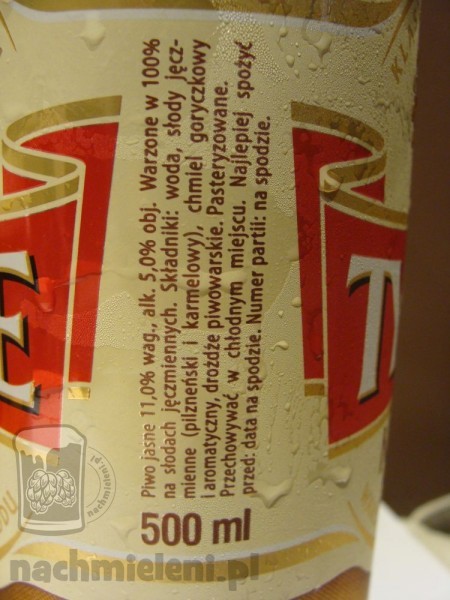 Piwo jasne 11,0% wag., alk. 5,0% obj. Warzone w 100%
na słodach jęczmiennych. Składniki: woda, słody jęcz-
mienne (pilzneński i karmelowy), chmiel goryczkowy
i aromatyczny, drożdże piwowarskie. Pasteryzowane.
Przechowywać w chłodnym miejscu. Najlepiej spożyć
przed: data na spodzie. Numer partii: na spodzie.
500 ml
E
T
nachmieleni.pl
nachmieleni.pl